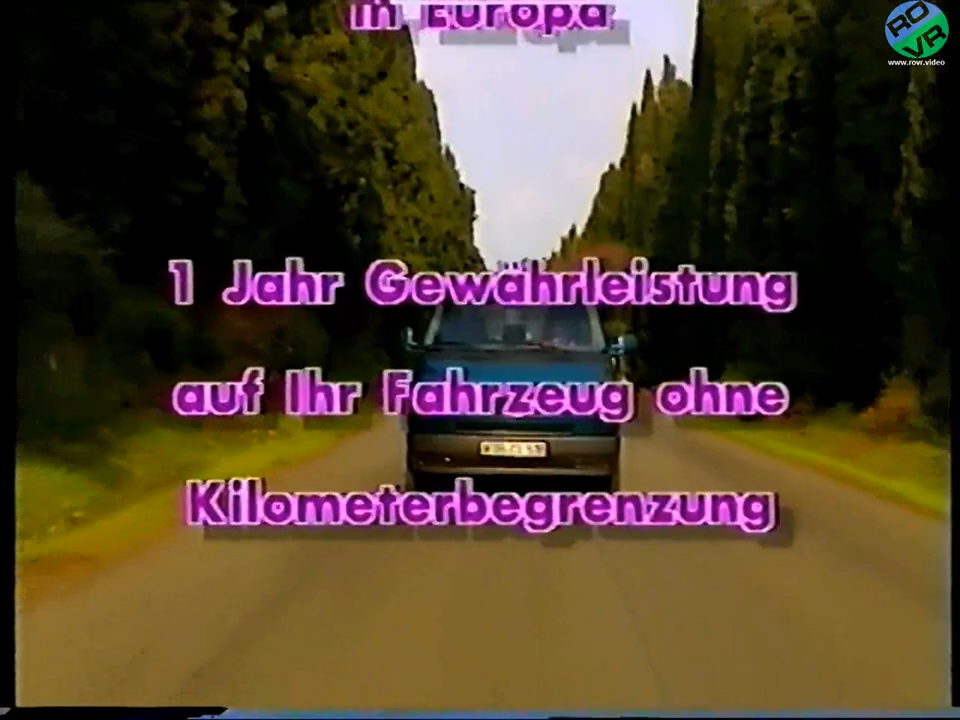 in Europa
RO
VR
www.rovr.video
1 Jahr Gewährleistung
auf Ihr Fahrzeug ohne
Kilometerbegrenzung